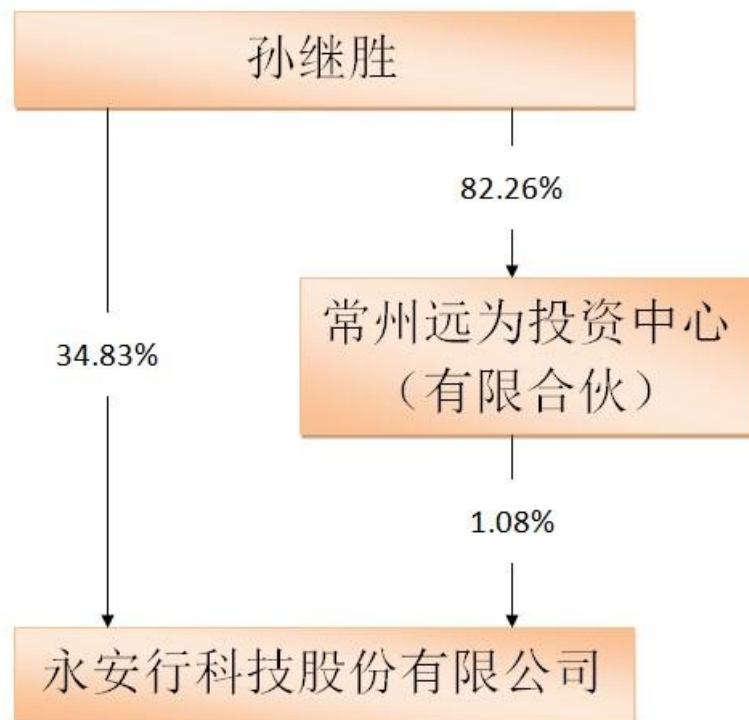 孙继胜
82.26%
常州远为投资中心
（有限合伙）
34.83%
1.08%
永安行科技股份有限公司